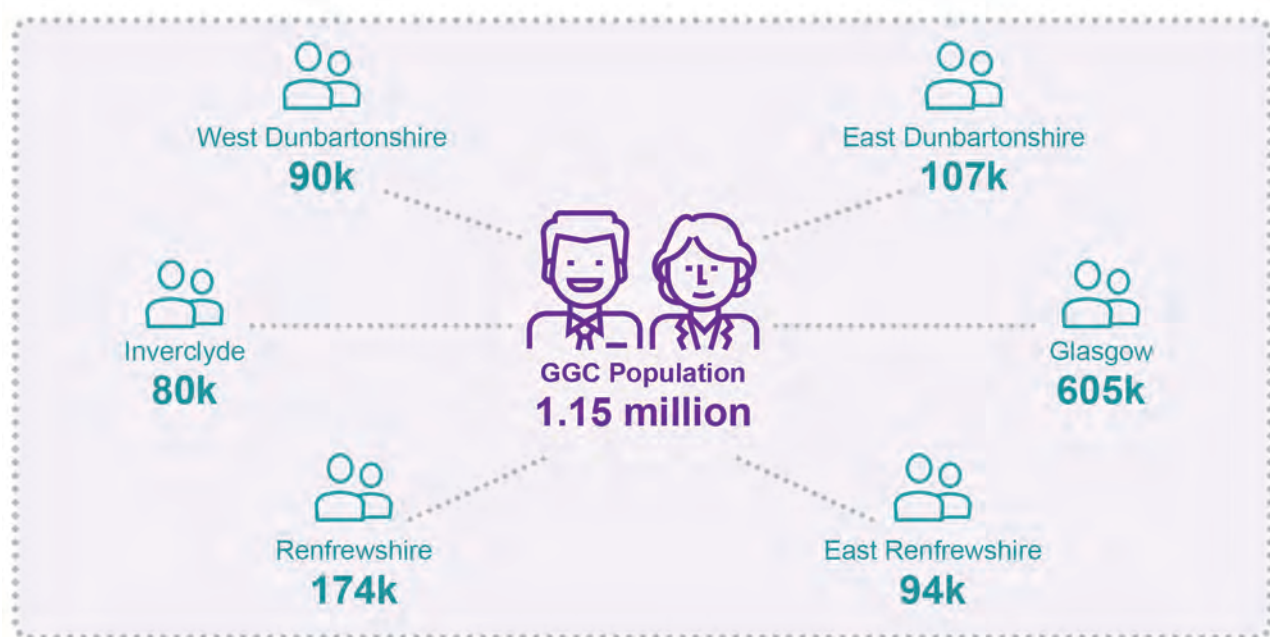 West Dunbartonshire
90k
East Dunbartonshire
107k
Inverclyde
80k
GGC Population
1.15 million
Glasgow
605k
Renfrewshire
174k
East Renfrewshire
94k